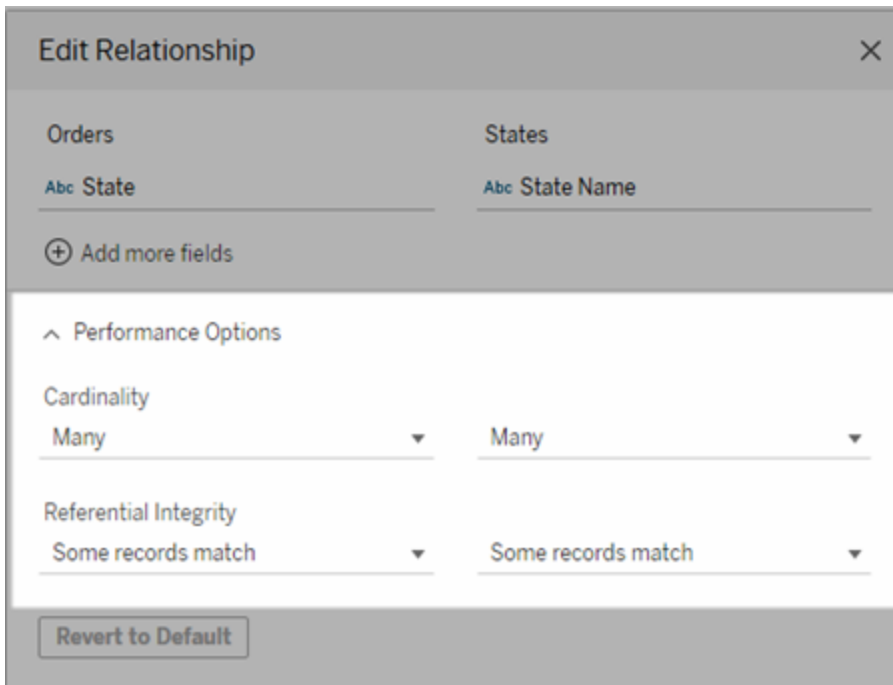 Edit Relationship
Orders States
Abc State Abc State Name
Add more fields
Performance Options
Cardinality
Many Many
Referential Integrity
Some records match Some records match
Revert to Default